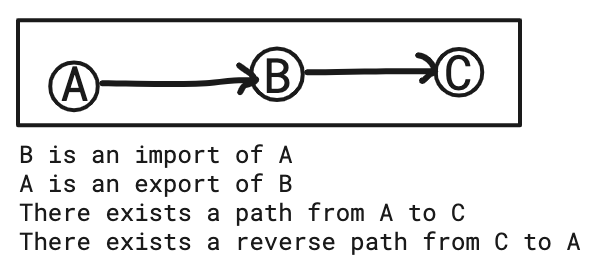 A B C
B is an import of A
A is an export of B
There exists a path from A to C
There exists a reverse path from C to A